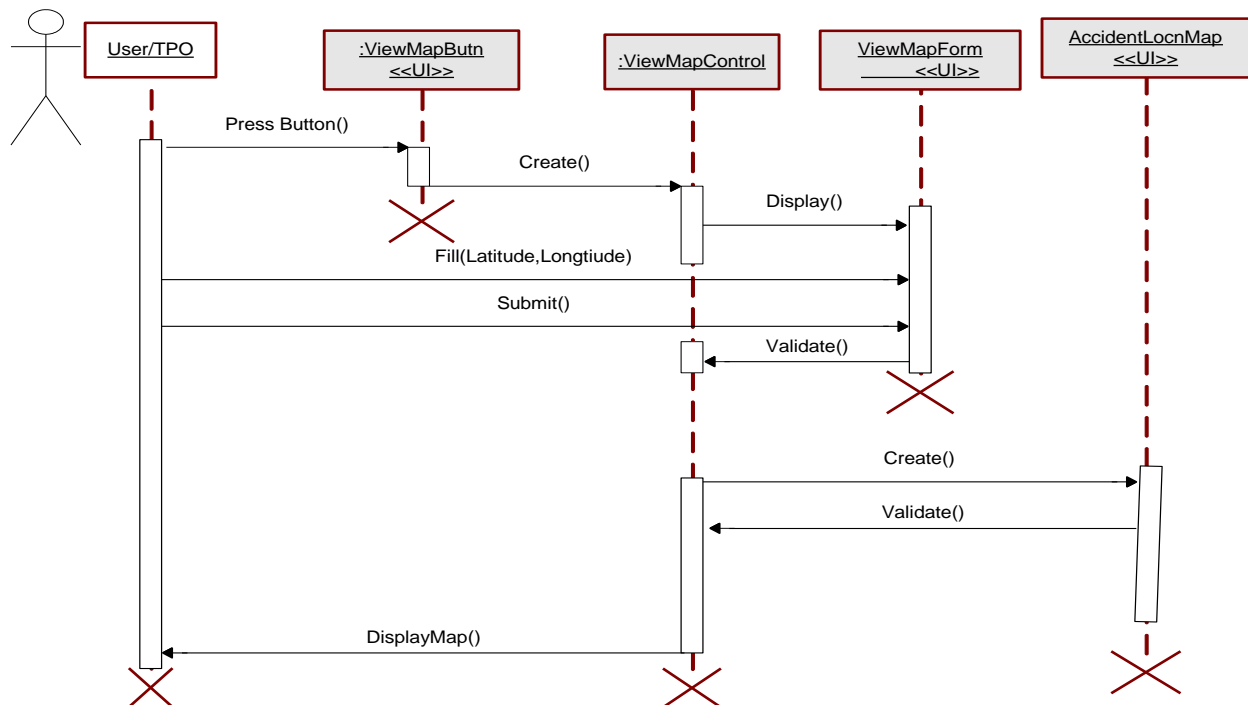 User/TPO
:ViewMapButn
<<UI>>
:ViewMapControl
ViewMapForm
<<UI>>
AccidentLocnMap
<<UI>>
Press Button()
Create()
Display()
Fill(Latitude,Longtiude)
Submit()
Validate()
Create()
Validate()
DisplayMap()